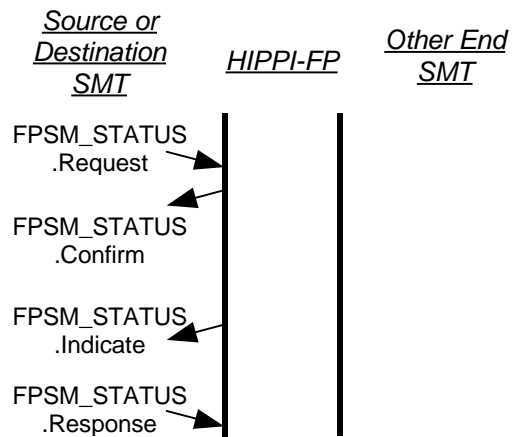 Source or
Destination
SMT
HIPPI-FP
Other End
SMT
FPSM_STATUS
.Request
FPSM_STATUS
.Confirm
FPSM_STATUS
.Indicate
FPSM_STATUS
.Response